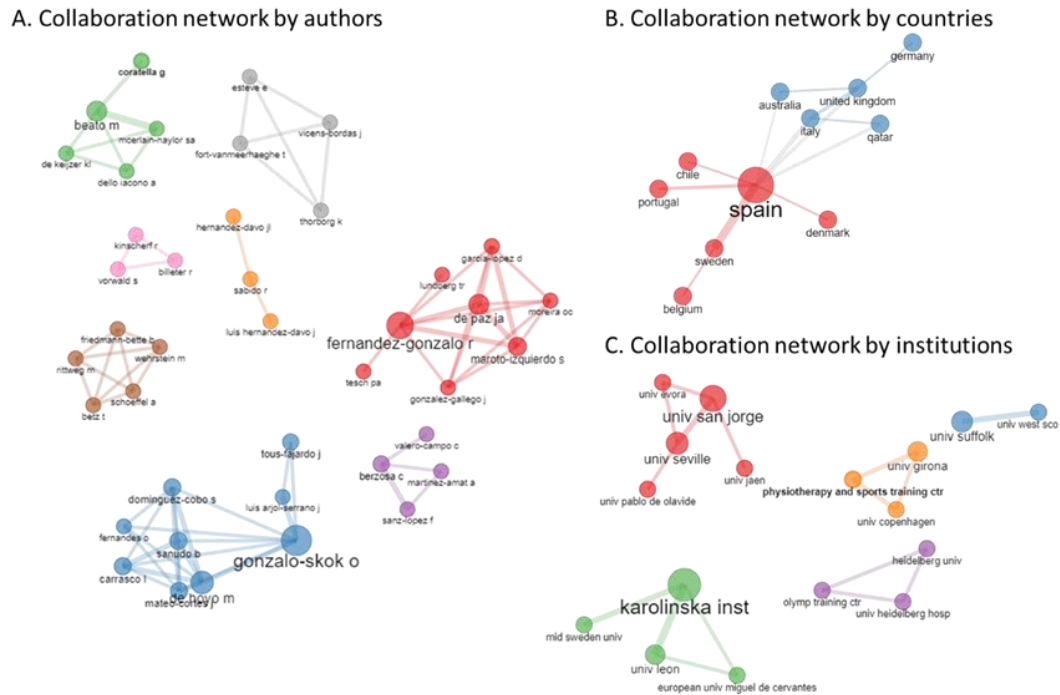 A. Collaboration network by authors
coratella g
beato m
mcerlain-naylor sa
de keijzer kl
dello iacono a
esteve e
vicens-bordas j
fort-vanmeerhaeghe t
thorborg k
kinscherf r
vorwald s
billeter r
hernandez-davo jl
sabido r
luis hernandez-davo j
garcia-lopez d
lundberg tr
moreira oc
de paz ja
fernandez-gonzalo r
maroto-izquierdo s
tesch pa
gonzalez-gallego j
friedmann-bette b
wehrstein m
rittweg m
schoeffel a
betz t
valero-campo c
berzosa c
martinez-amat a
sanz-lopez f
tous-fajardo j
dominguez-cobo s
luis arjol-serrano j
fernandes o
sanudo b
gonzalo-skok o
carrasco l
de hoyo m
mateo-cortes j
B. Collaboration network by countries
germany
australia
united kingdom
italy
qatar
chile
portugal
spain
denmark
sweden
belgium
C. Collaboration network by institutions
univ evora
univ san jorge
univ seville
univ jaen
univ pablo de olavide
univ suffolk
univ west sco
univ girona
physiotherapy and sports training ctr
univ copenhagen
heidelberg univ
olymp training ctr
univ heidelberg hosp
karolinska inst
mid sweden univ
univ leon
european univ miguel de cervantes